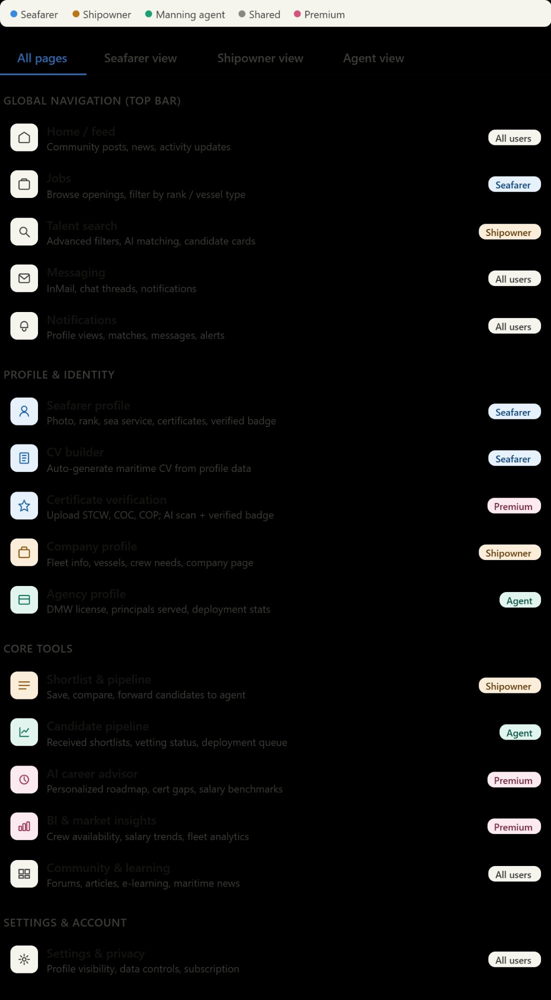 Seafarer Shipowner Manning agent Shared Premium
All pages Seafarer view Shipowner view Agent view
GLOBAL NAVIGATION (TOP BAR)
Home / feed
Community posts, news, activity updates
All users
Jobs
Browse openings, filter by rank / vessel type
Seafarer
Talent search
Advanced filters, AI matching, candidate cards
Shipowner
Messaging
InMail, chat threads, notifications
All users
Notifications
Profile views, matches, messages, alerts
All users
PROFILE & IDENTITY
Seafarer profile
Photo, rank, sea service, certificates, verified badge
Seafarer
CV builder
Auto-generate maritime CV from profile data
Seafarer
Certificate verification
Upload STCW, COC, COP; AI scan + verified badge
Premium
Company profile
Fleet info, vessels, crew needs, company page
Shipowner
Agency profile
DMW license, principals served, deployment stats
Agent
CORE TOOLS
Shortlist & pipeline
Save, compare, forward candidates to agent
Shipowner
Candidate pipeline
Received shortlists, vetting status, deployment queue
Agent
AI career advisor
Personalized roadmap, cert gaps, salary benchmarks
Premium
BI & market insights
Crew availability, salary trends, fleet analytics
Premium
Community & learning
Forums, articles, e-learning, maritime news
All users
SETTINGS & ACCOUNT
Settings & privacy
Profile visibility, data controls, subscription
All users